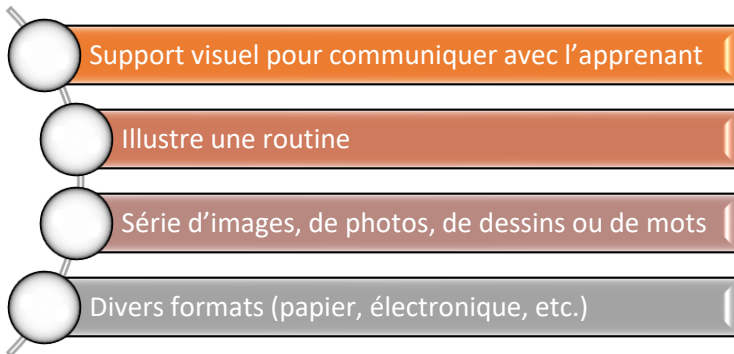 Support visuel pour communiquer avec l’apprenant
Illustre une routine
Série d’images, de photos, de dessins ou de mots
Divers formats (papier, électronique, etc.)